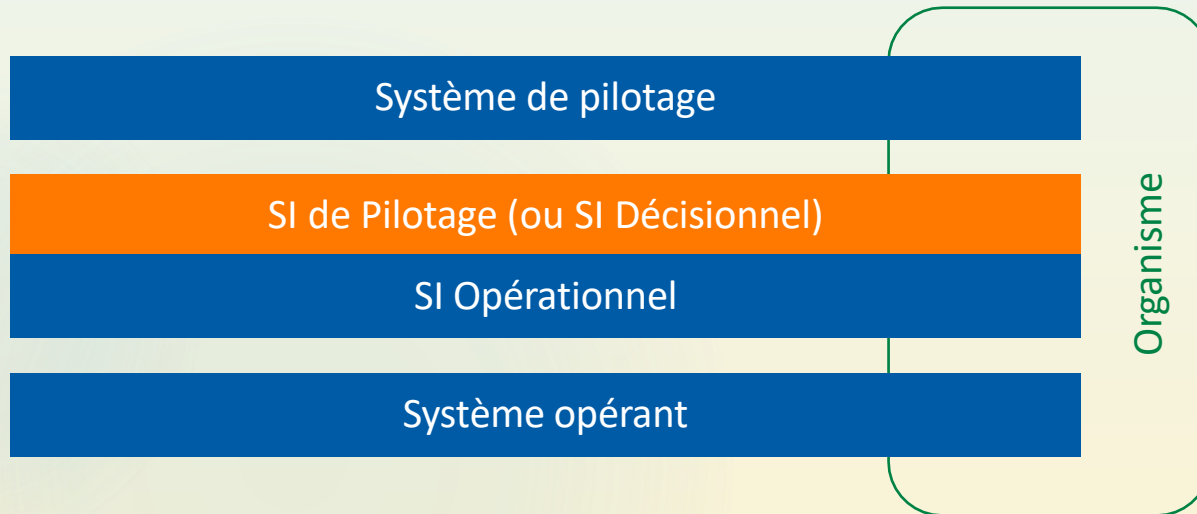 Système de pilotage
SI de Pilotage (ou SI Décisionnel)
SI Opérationnel
Système opérant
Organisme